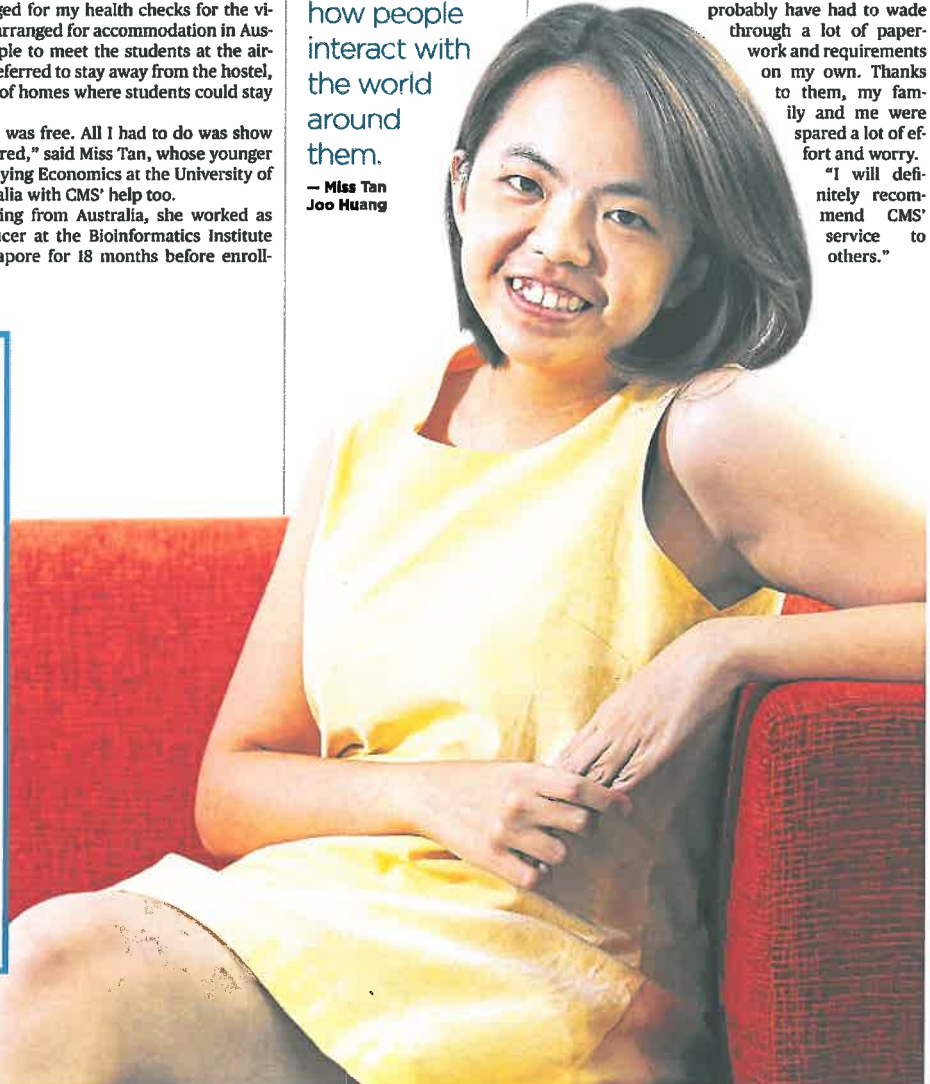 ged for my health checks for the vi-
arranged for accommodation in Aus-
ple to meet the students at the air-
eferred to stay away from the hostel,
of homes where students could stay
was free. All I had to do was show
red,” said Miss Tan, whose younger
ying Economics at the University of
alia with CMS’ help too.
ing from Australia, she worked as
cer at the Bioinformatics Institute
apore for 18 months before enroll-
how people
interact with
the world
around
them.
— Miss Tan
Joo Huang
probably have had to wade
through a lot of paper-
work and requirements
on my own. Thanks
to them, my fam-
ily and me were
spared a lot of ef-
fort and worry.
“I will defi-
nitely recom-
mend CMS’
service to
others.”